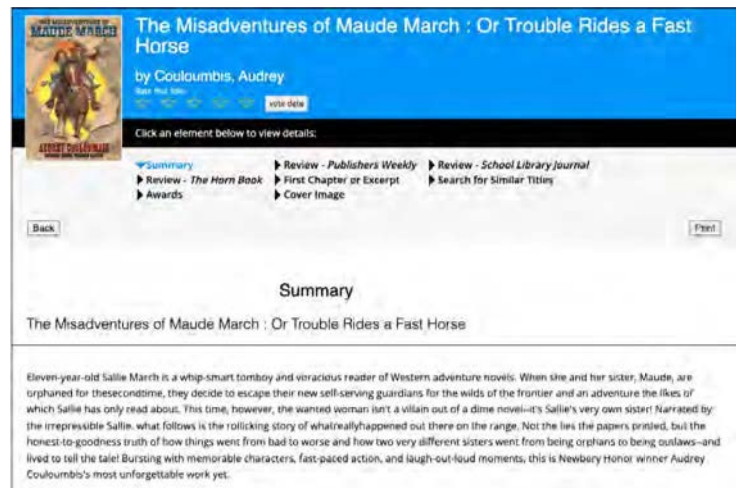 THE MISADVENTURES OF
MAUDE MARCH
AUDREY COULOUMBIS
The Misadventures of Maude March : Or Trouble Rides a Fast
Horse
by Couloumbis, Audrey
Rate this title:
vote data
Click an element below to view details:
Summary
Review - Publishers Weekly
Review - School Library Journal
Review - The Horn Book
First Chapter or Excerpt
Search for Similar Titles
Awards
Cover Image
Back
Print
Summary
The Misadventures of Maude March : Or Trouble Rides a Fast Horse
Eleven-year-old Sallie March is a whip-smart tomboy and voracious reader of Western adventure novels. When she and her sister, Maude, are
orphaned for thesecondtime, they decide to escape their new self-serving guardians for the wilds of the frontier and an adventure the likes of
which Sallie has only read about. This time, however, the wanted woman isn't a villain out of a dime novel--it's Sallie's very own sister! Narrated by
the irrepressible Sallie, what follows is the rollicking story of whatreallyhappened out there on the range. Not the lies the papers printed, but the
honest-to-goodness truth of how things went from bad to worse and how two very different sisters went from being orphans to being outlaws--and
lived to tell the tale! Bursting with memorable characters, fast-paced action, and laugh-out-loud moments, this is Newbery Honor winner Audrey
Couloumbis's most unforgettable work yet.